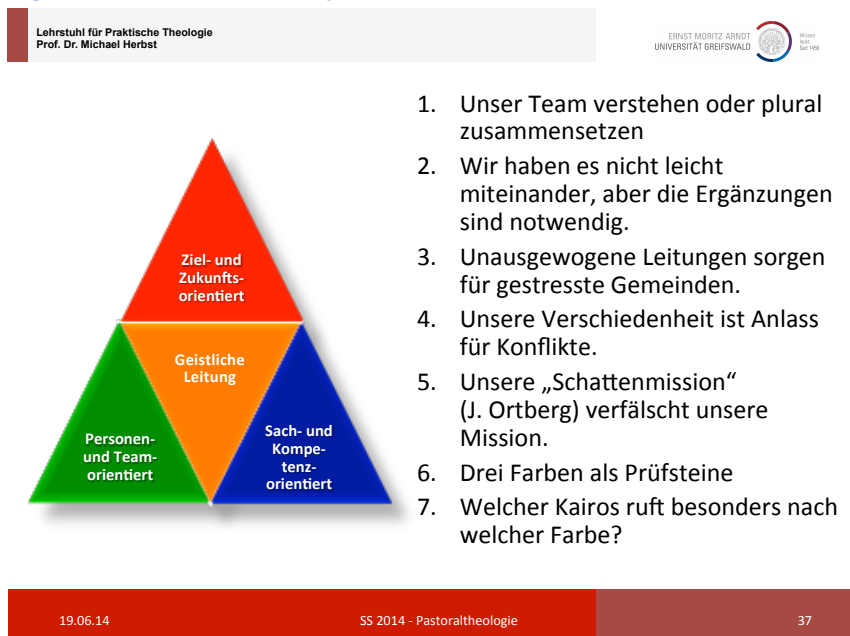 Lehrstuhl für Praktische Theologie
Prof. Dr. Michael Herbst
ERNST MORITZ ARNDT
UNIVERSITÄT GREIFSWALD
Wissen
lockt.
Seit 1456
Ziel- und
Zukunfts-
orientiert
Geistliche
Leitung
Personen-
und Team-
orientiert
Sach- und
Kompe-
tenz-
orientiert
1. Unser Team verstehen oder plural
zusammensetzen
2. Wir haben es nicht leicht
miteinander, aber die Ergänzungen
sind notwendig.
3. Unausgewogene Leitungen sorgen
für gestresste Gemeinden.
4. Unsere Verschiedenheit ist Anlass
für Konflikte.
5. Unsere „Schattenmission“
(J. Ortberg) verfälscht unsere
Mission.
6. Drei Farben als Prüfsteine
7. Welcher Kairos ruft besonders nach
welcher Farbe?
19.06.14
SS 2014 - Pastoraltheologie
37